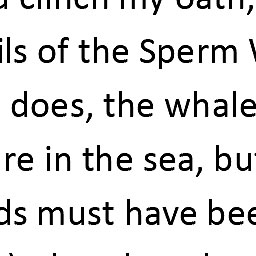 clinch my oath,
ils of the Sperm
does, the whale
re in the sea, but
ds must have bee